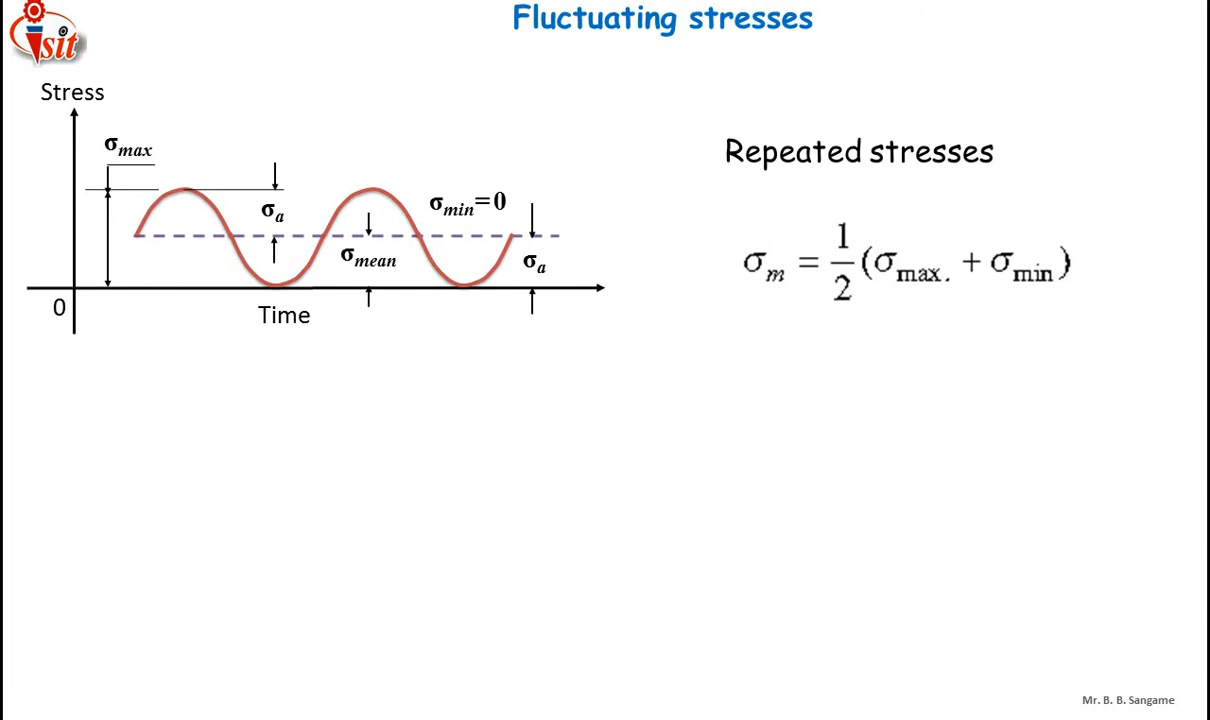 isit
Fluctuating stresses
Stress
σmax
σa
σmin=0
σmean
σa
0
Time
Repeated stresses
σm = 1/2 (σmax. + σmin)
Mr. B. B. Sangame